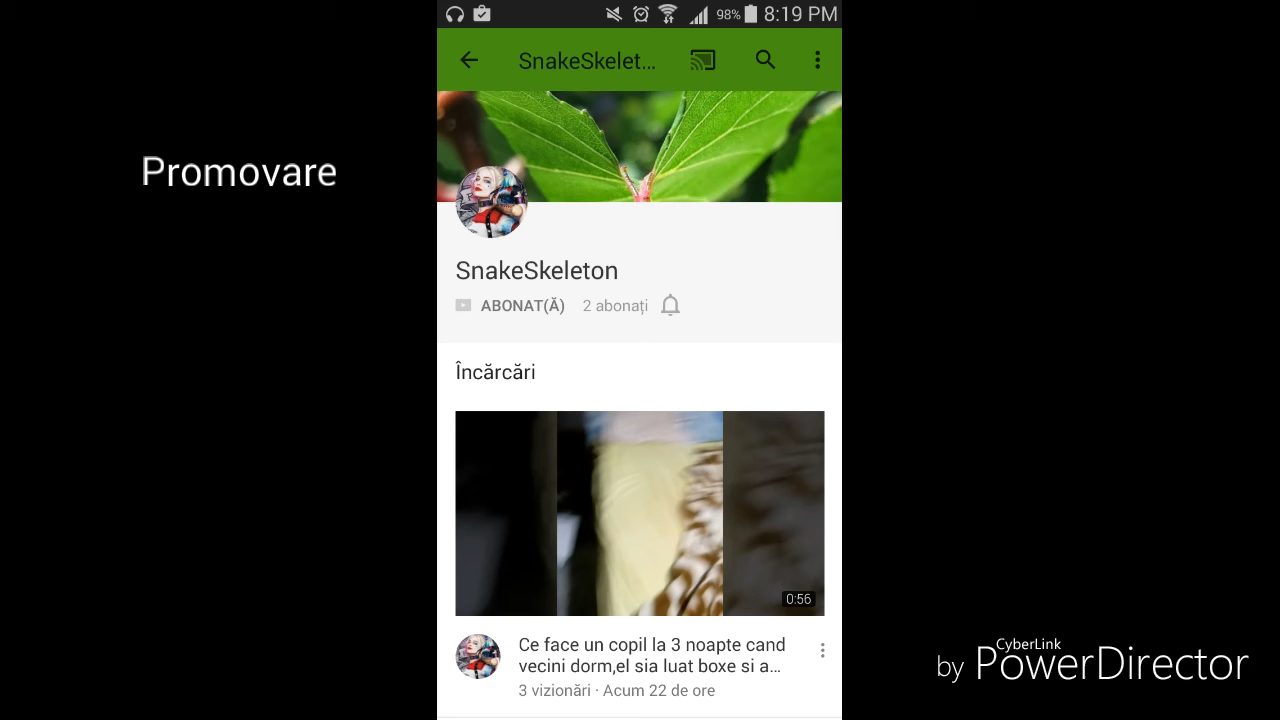 98% 8:19 PM
SnakeSkelet...
Promovare
SnakeSkeleton
ABONAT(Ă) 2 abonați
Încărcări
0:56
Ce face un copil la 3 noapte cand
vecini dorm,el sia luat boxe si a...
3 vizionări · Acum 22 de ore
by CyberLink PowerDirector